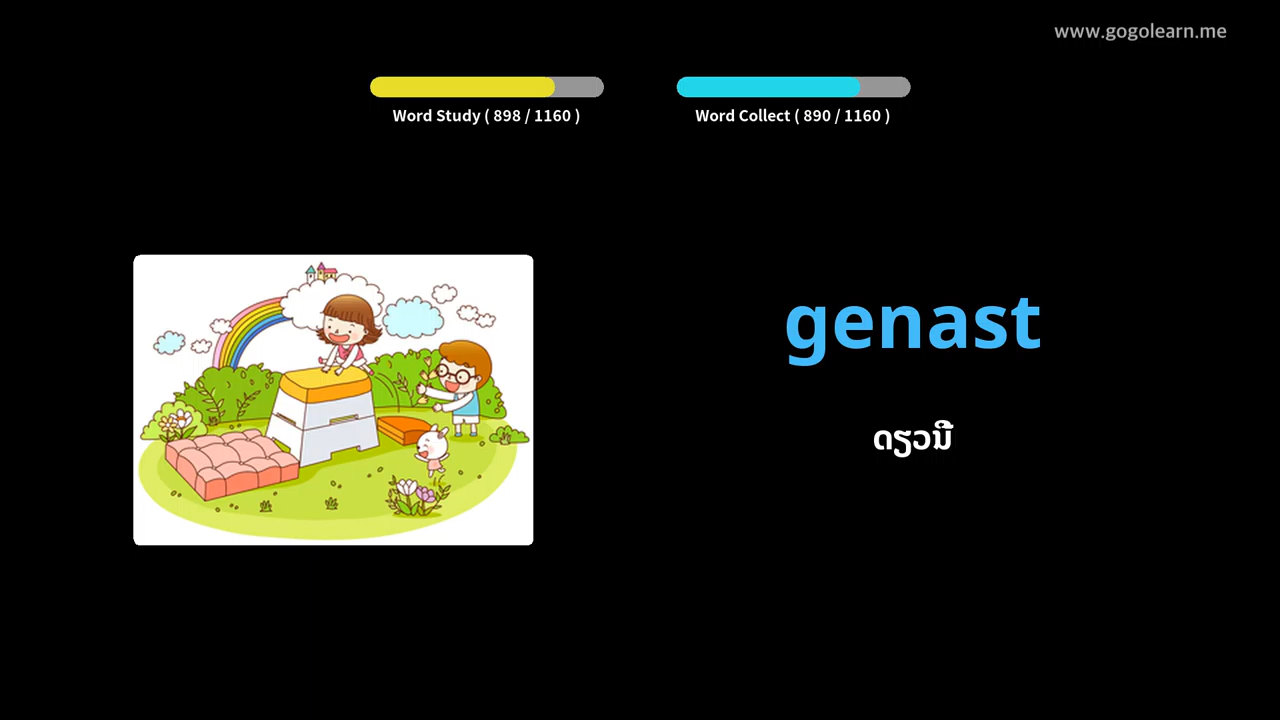 www.gogolearn.me
Word Study ( 898 / 1160 )
Word Collect ( 890 / 1160 )
genast
ດຽວນີ້